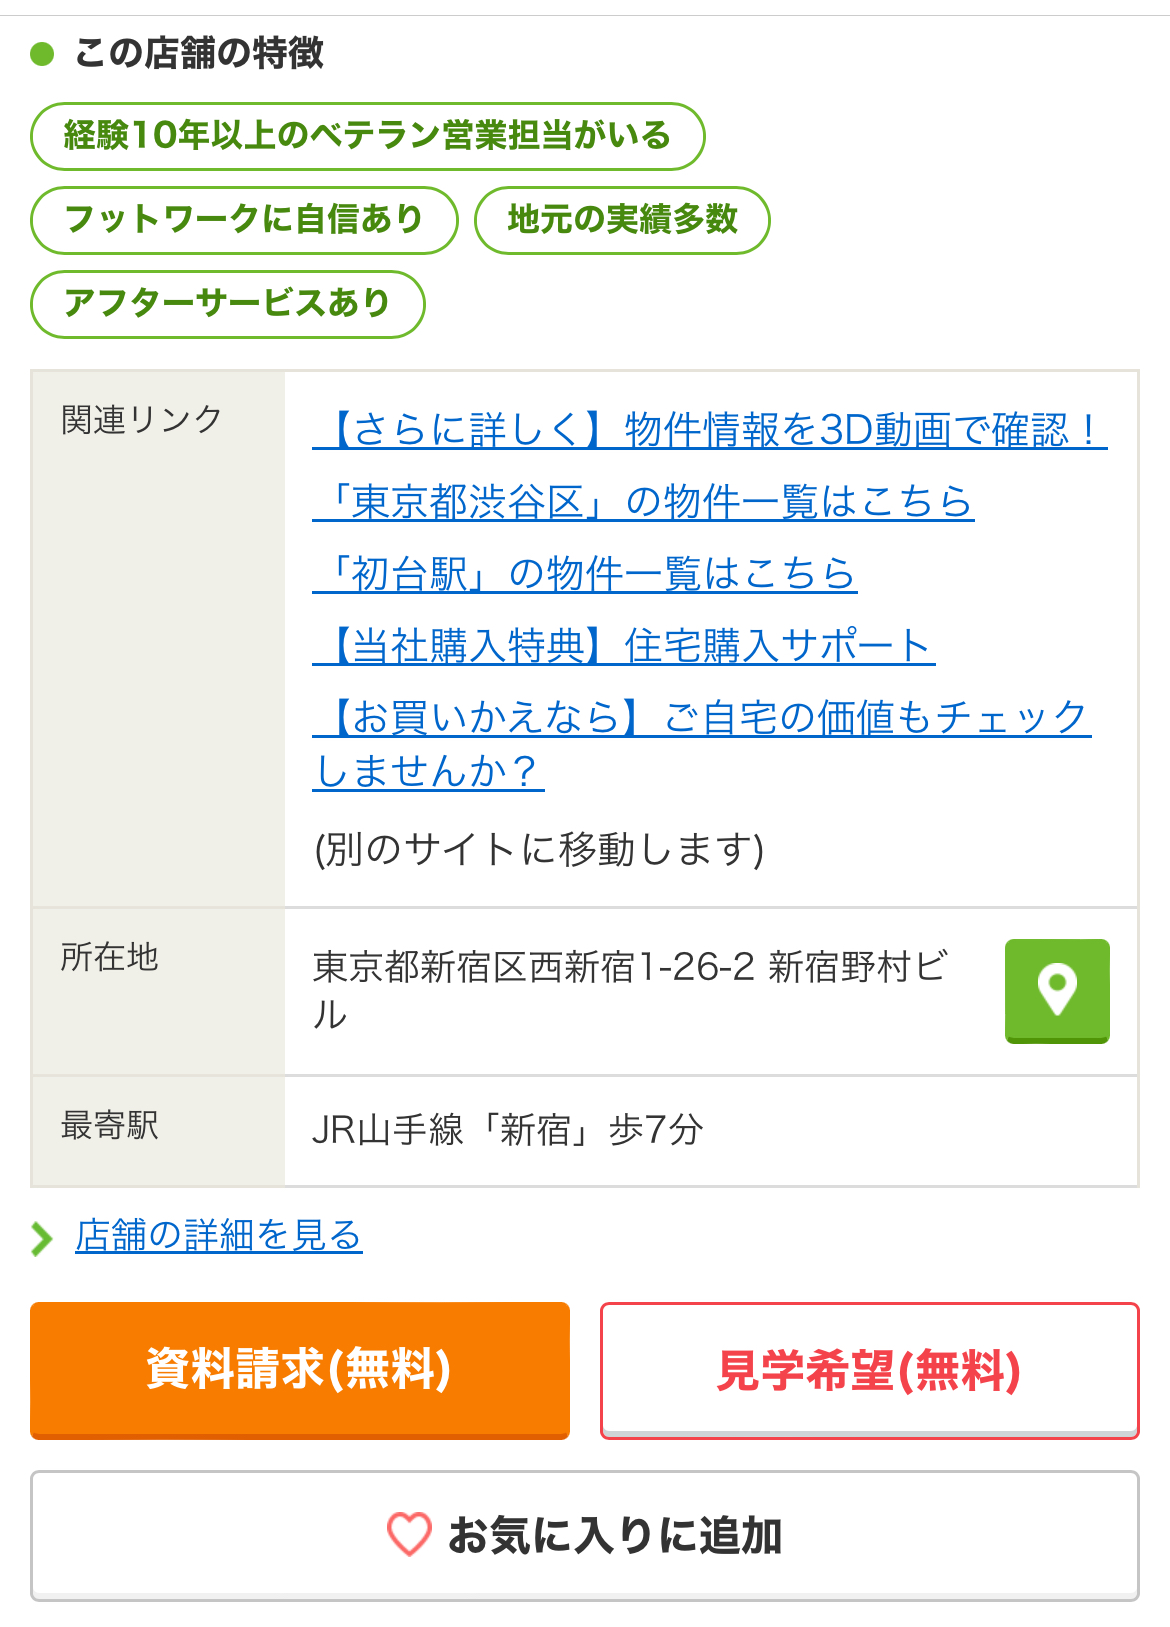 この店舗の特徴
経験10年以上のベテラン営業担当がいる
フットワークに自信あり
地元の実績多数
アフターサービスあり
関連リンク
【さらに詳しく】物件情報を3D動画で確認！
「東京都渋谷区」の物件一覧はこちら
「初台駅」の物件一覧はこちら
【当社購入特典】住宅購入サポート
【お買いかえなら】ご自宅の価値もチェック
しませんか？
(別のサイトに移動します)
所在地
東京都新宿区西新宿1-26-2 新宿野村ビ
ル
最寄駅
JR山手線「新宿」歩7分
店舗の詳細を見る
資料請求(無料)
見学希望(無料)
お気に入りに追加